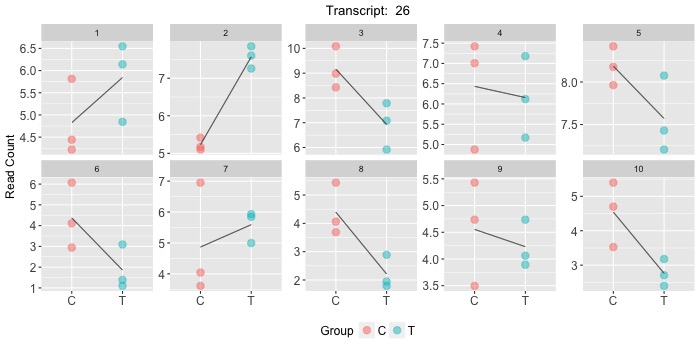 Transcript: 26
1 2 3 4 5
6.5 6.0 5.5 5.0 4.5
7 6 5
10 9 8 7 6
7.5 7.0 6.5 6.0 5.5 5.0
8.0 7.5
Read Count
6 7 8 9 10
6 5 4 3 2 1
7 6 5 4
5 4 3 2
5.5 5.0 4.5 4.0 3.5
5 4 3
C T C T C T C T C T
Group C T